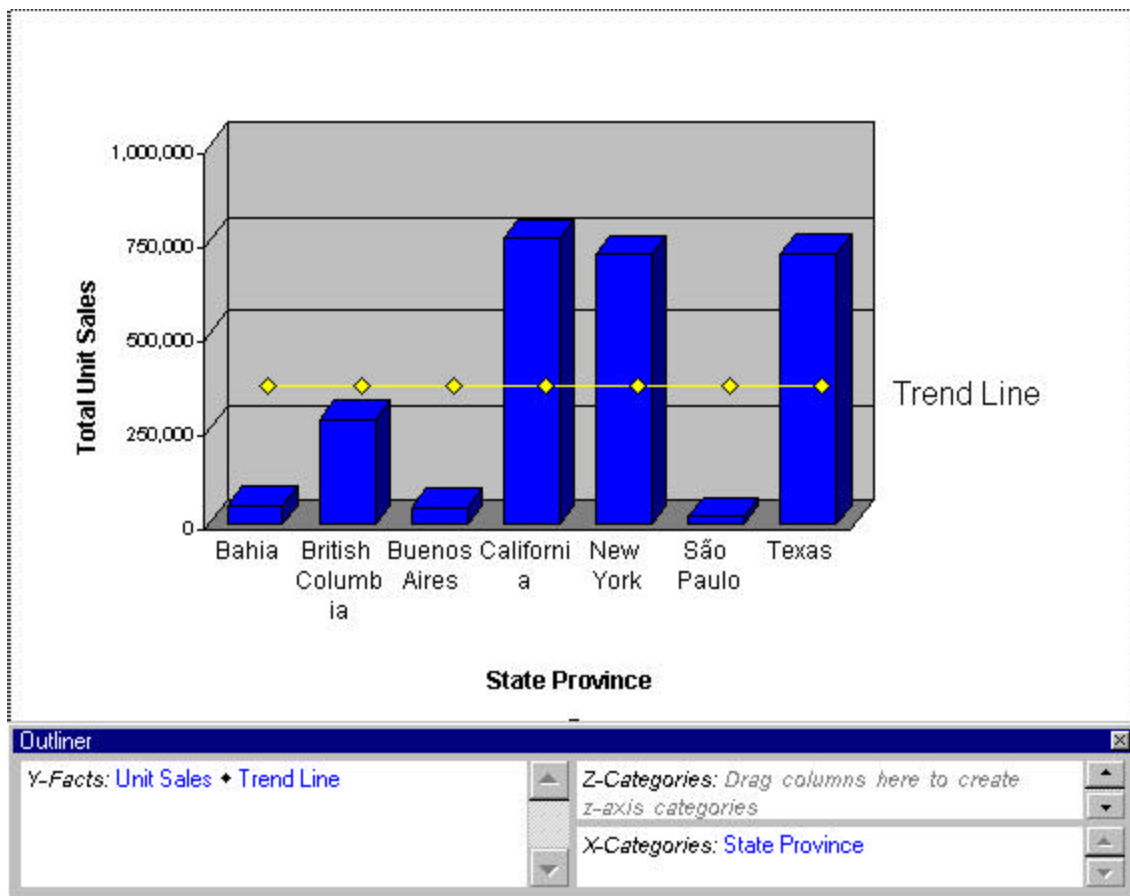 1,000,000
750,000
500,000
250,000
0
Total Unit Sales
Trend Line
Bahia
British
Columb
ia
Buenos
Aires
Californi
a
New
York
São
Paulo
Texas
State Province
Outliner
Y-Facts: Unit Sales ◆ Trend Line
Z-Categories: Drag columns here to create
z-axis categories
X-Categories: State Province